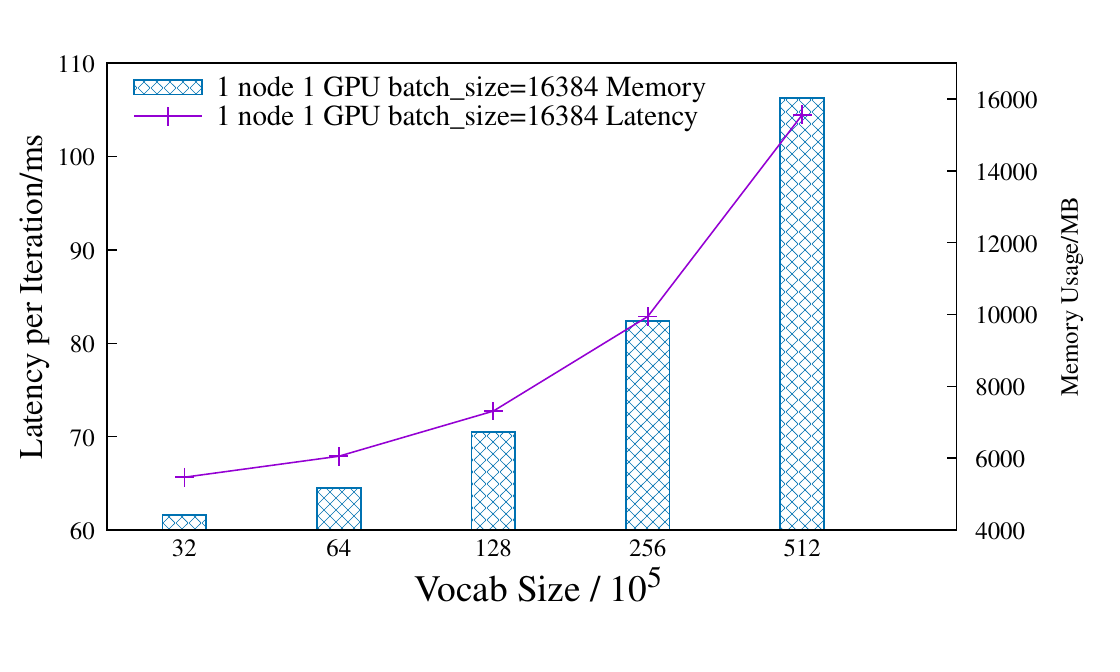 1 node 1 GPU batch_size=16384 Memory
1 node 1 GPU batch_size=16384 Latency
Latency per Iteration/ms
110
100
90
80
70
60
16000
14000
12000
10000
8000
6000
4000
Memory Usage/MB
32 64 128 256 512
Vocab Size / 10⁵